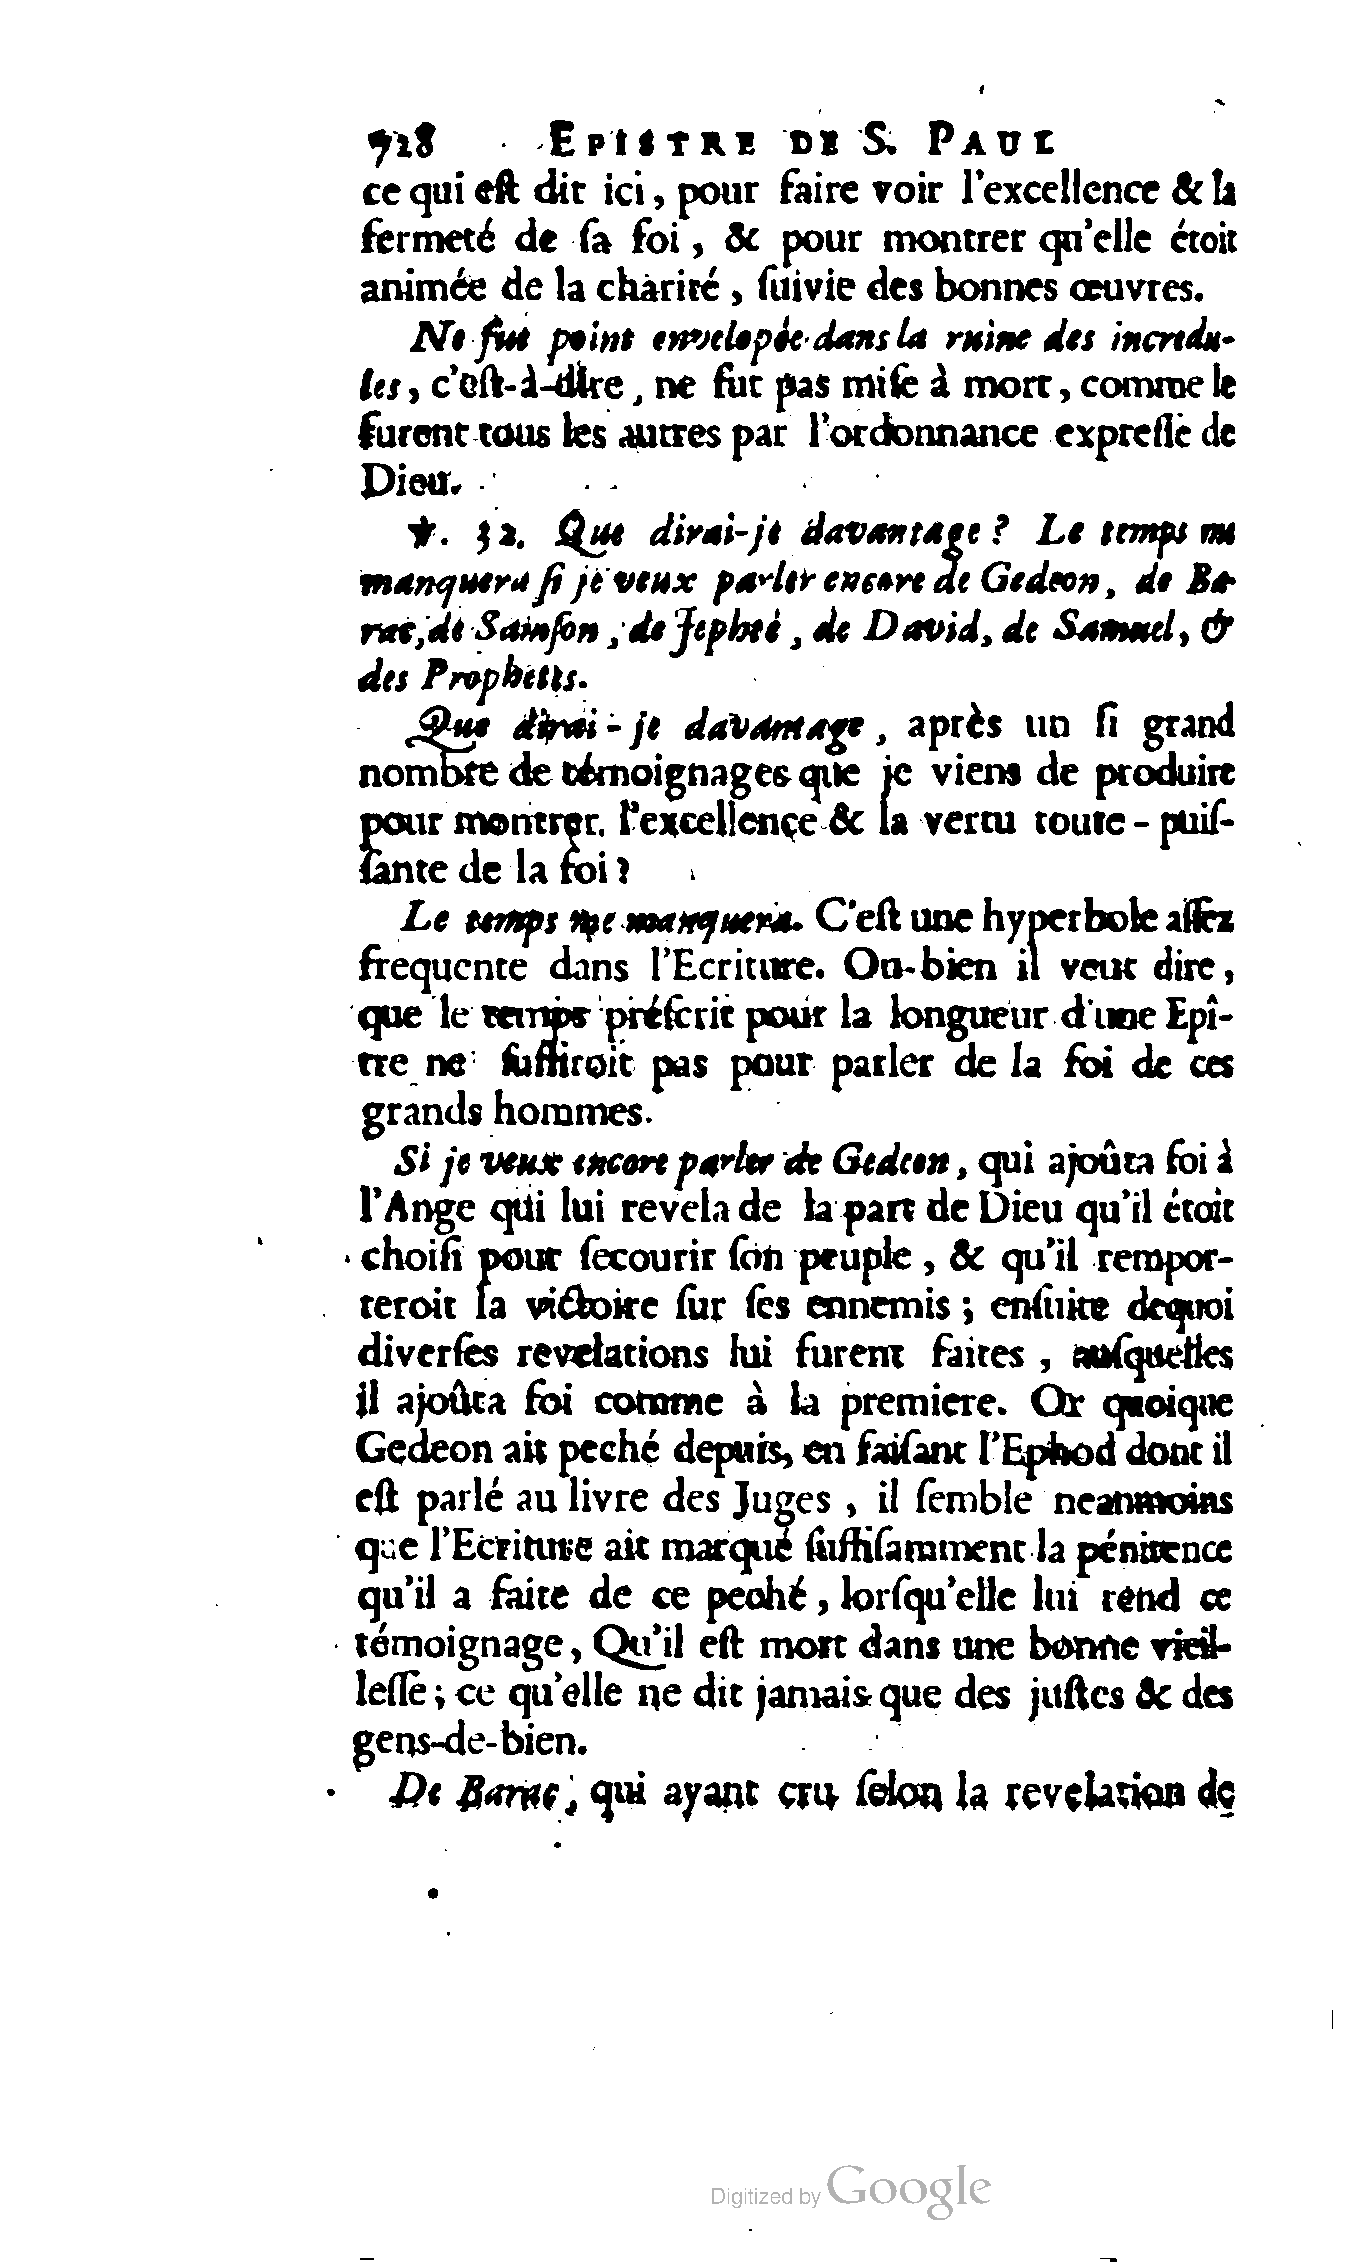 728 EPISTRE DE S. PAUL
ce qui eſt dit ici, pour faire voir l'excellence & la
fermeté de ſa foi, & pour montrer qu'elle étoit
animée de la charité, ſuivie des bonnes œuvres.
Ne fut point envelopée dans la ruine des incredu-
les, c'eſt-à-dire, ne fut pas miſe à mort, comme le
furent tous les autres par l'ordonnance expreſſe de
Dieu.
℣. 32. Que dirai-je davantage? Le temps me
manquera ſi je veux parler encore de Gedeon, de Ba-
rac, de Samſon, de Jephté, de David, de Samuel, &
des Prophetes.
Que dirai-je davantage, après un ſi grand
nombre de témoignages que je viens de produire
pour montrer l'excellence & la vertu toute-puiſ-
ſante de la foi?
Le temps me manquera. C'eſt une hyperbole aſſez
frequente dans l'Ecriture. Ou-bien il veut dire,
que le temps préſcrit pour la longueur d'une Epî-
tre ne ſuffiroit pas pour parler de la foi de ces
grands hommes.
Si je veux encore parler de Gedeon, qui ajoûta foi à
l'Ange qui lui revela de la part de Dieu qu'il étoit
choiſi pour ſecourir ſon peuple, & qu'il rempor-
teroit la victoire ſur ſes ennemis; enſuite dequoi
diverſes revelations lui furent faites, auſquelles
il ajoûta foi comme à la premiere. Or quoique
Gedeon ait peché depuis, en faiſant l'Ephod dont il
eſt parlé au livre des Juges, il ſemble neanmoins
que l'Ecriture ait marqué ſuffiſamment la pénitence
qu'il a faite de ce peché, lorſqu'elle lui rend ce
témoignage, Qu'il eſt mort dans une bonne vieil-
leſſe; ce qu'elle ne dit jamais que des juſtes & des
gens-de-bien.
De Barac, qui ayant cru ſelon la revelation de
Digitized by Google